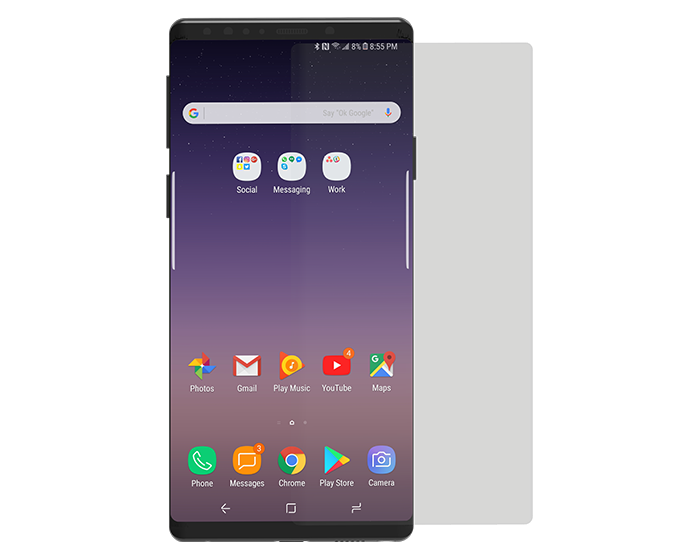 8% 8:55 PM
Say "Ok Google"
Social Messaging Work
4
Photos Gmail Play Music YouTube Maps
3
Phone Messages Chrome Play Store Camera